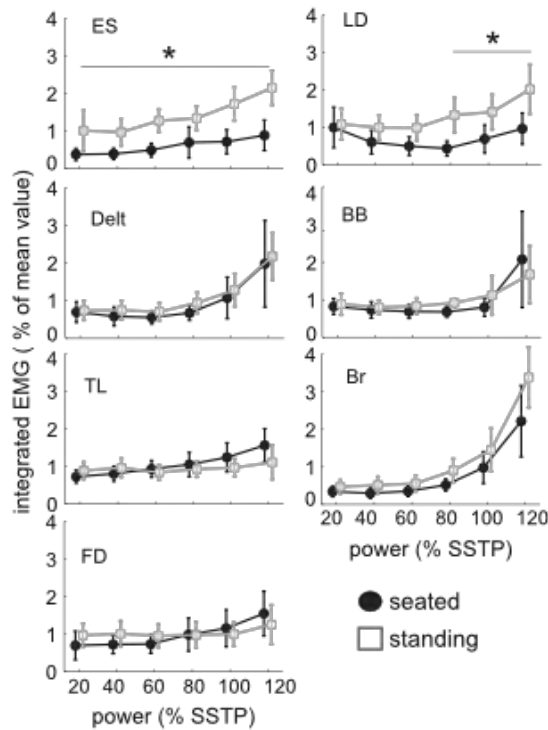 integrated EMG ( % of mean value)
ES
*
4
3
2
1
0
LD
*
4
3
2
1
0
Delt
4
3
2
1
0
BB
4
3
2
1
0
TL
4
3
2
1
0
Br
4
3
2
1
0
20 40 60 80 100 120
power (% SSTP)
FD
4
3
2
1
0
20 40 60 80 100 120
power (% SSTP)
seated
standing